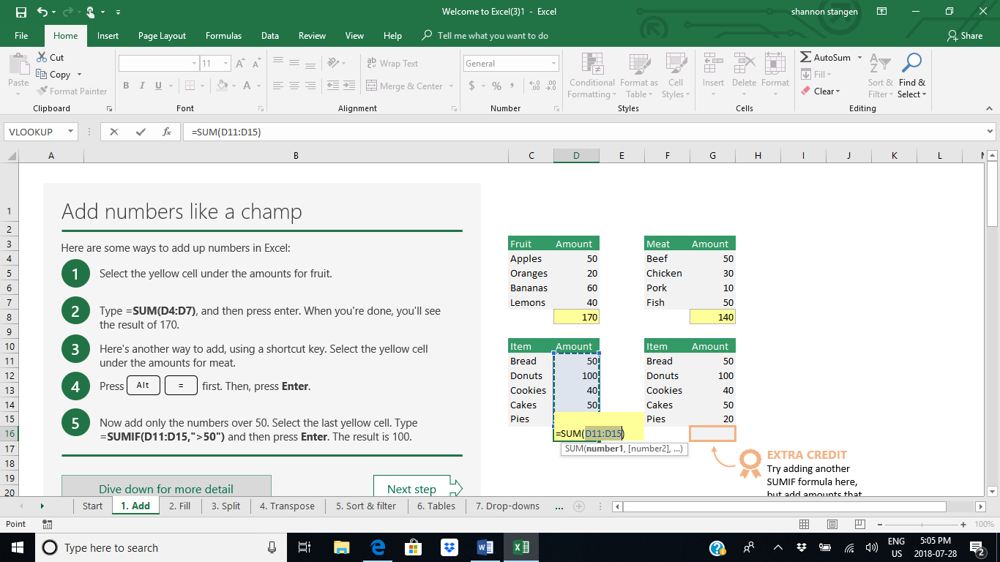 Welcome to Excel(3)1 - Excel
shannon stangen
File Home Insert Page Layout Formulas Data Review View Help Tell me what you want to do Share
Paste
Cut
Copy
Format Painter
Clipboard
11
A A
B I U A
Font
ab Wrap Text
Merge & Center
Alignment
General
$ % ,
Number
Conditional Formatting
Format as Table
Cell Styles
Styles
Insert Delete Format
Cells
AutoSum
Fill
Clear
Sort & Filter
Find & Select
Editing
VLOOKUP fx =SUM(D11:D15)
A B C D E F G H I J K L
1
Add numbers like a champ
2
3 Here are some ways to add up numbers in Excel: Fruit Amount Meat Amount
4 Apples 50 Beef 50
1 Select the yellow cell under the amounts for fruit.
5 Oranges 20 Chicken 30
6 Bananas 60 Pork 10
7 Lemons 40 Fish 50
2 Type =SUM(D4:D7), and then press enter. When you're done, you'll see
the result of 170.
8 170 140
9
3 Here's another way to add, using a shortcut key. Select the yellow cell
under the amounts for meat.
10 Item Amount Item Amount
11 Bread 50 Bread 50
12 Donuts 100 Donuts 100
4 Press Alt = first. Then, press Enter.
13 Cookies 40 Cookies 40
14 Cakes 50 Cakes 50
15 Pies Pies 20
5 Now add only the numbers over 50. Select the last yellow cell. Type
=SUMIF(D11:D15,">50") and then press Enter. The result is 100.
16 =SUM(D11:D15)
SUM(number1, [number2], ...)
17
18
19
20
EXTRA CREDIT
Try adding another
SUMIF formula here,
but add amounts that
Dive down for more detail
Next step
Start 1. Add 2. Fill 3. Split 4. Transpose 5. Sort & filter 6. Tables 7. Drop-downs ...
Point
100%
Type here to search
ENG
US
5:05 PM
2018-07-28
2